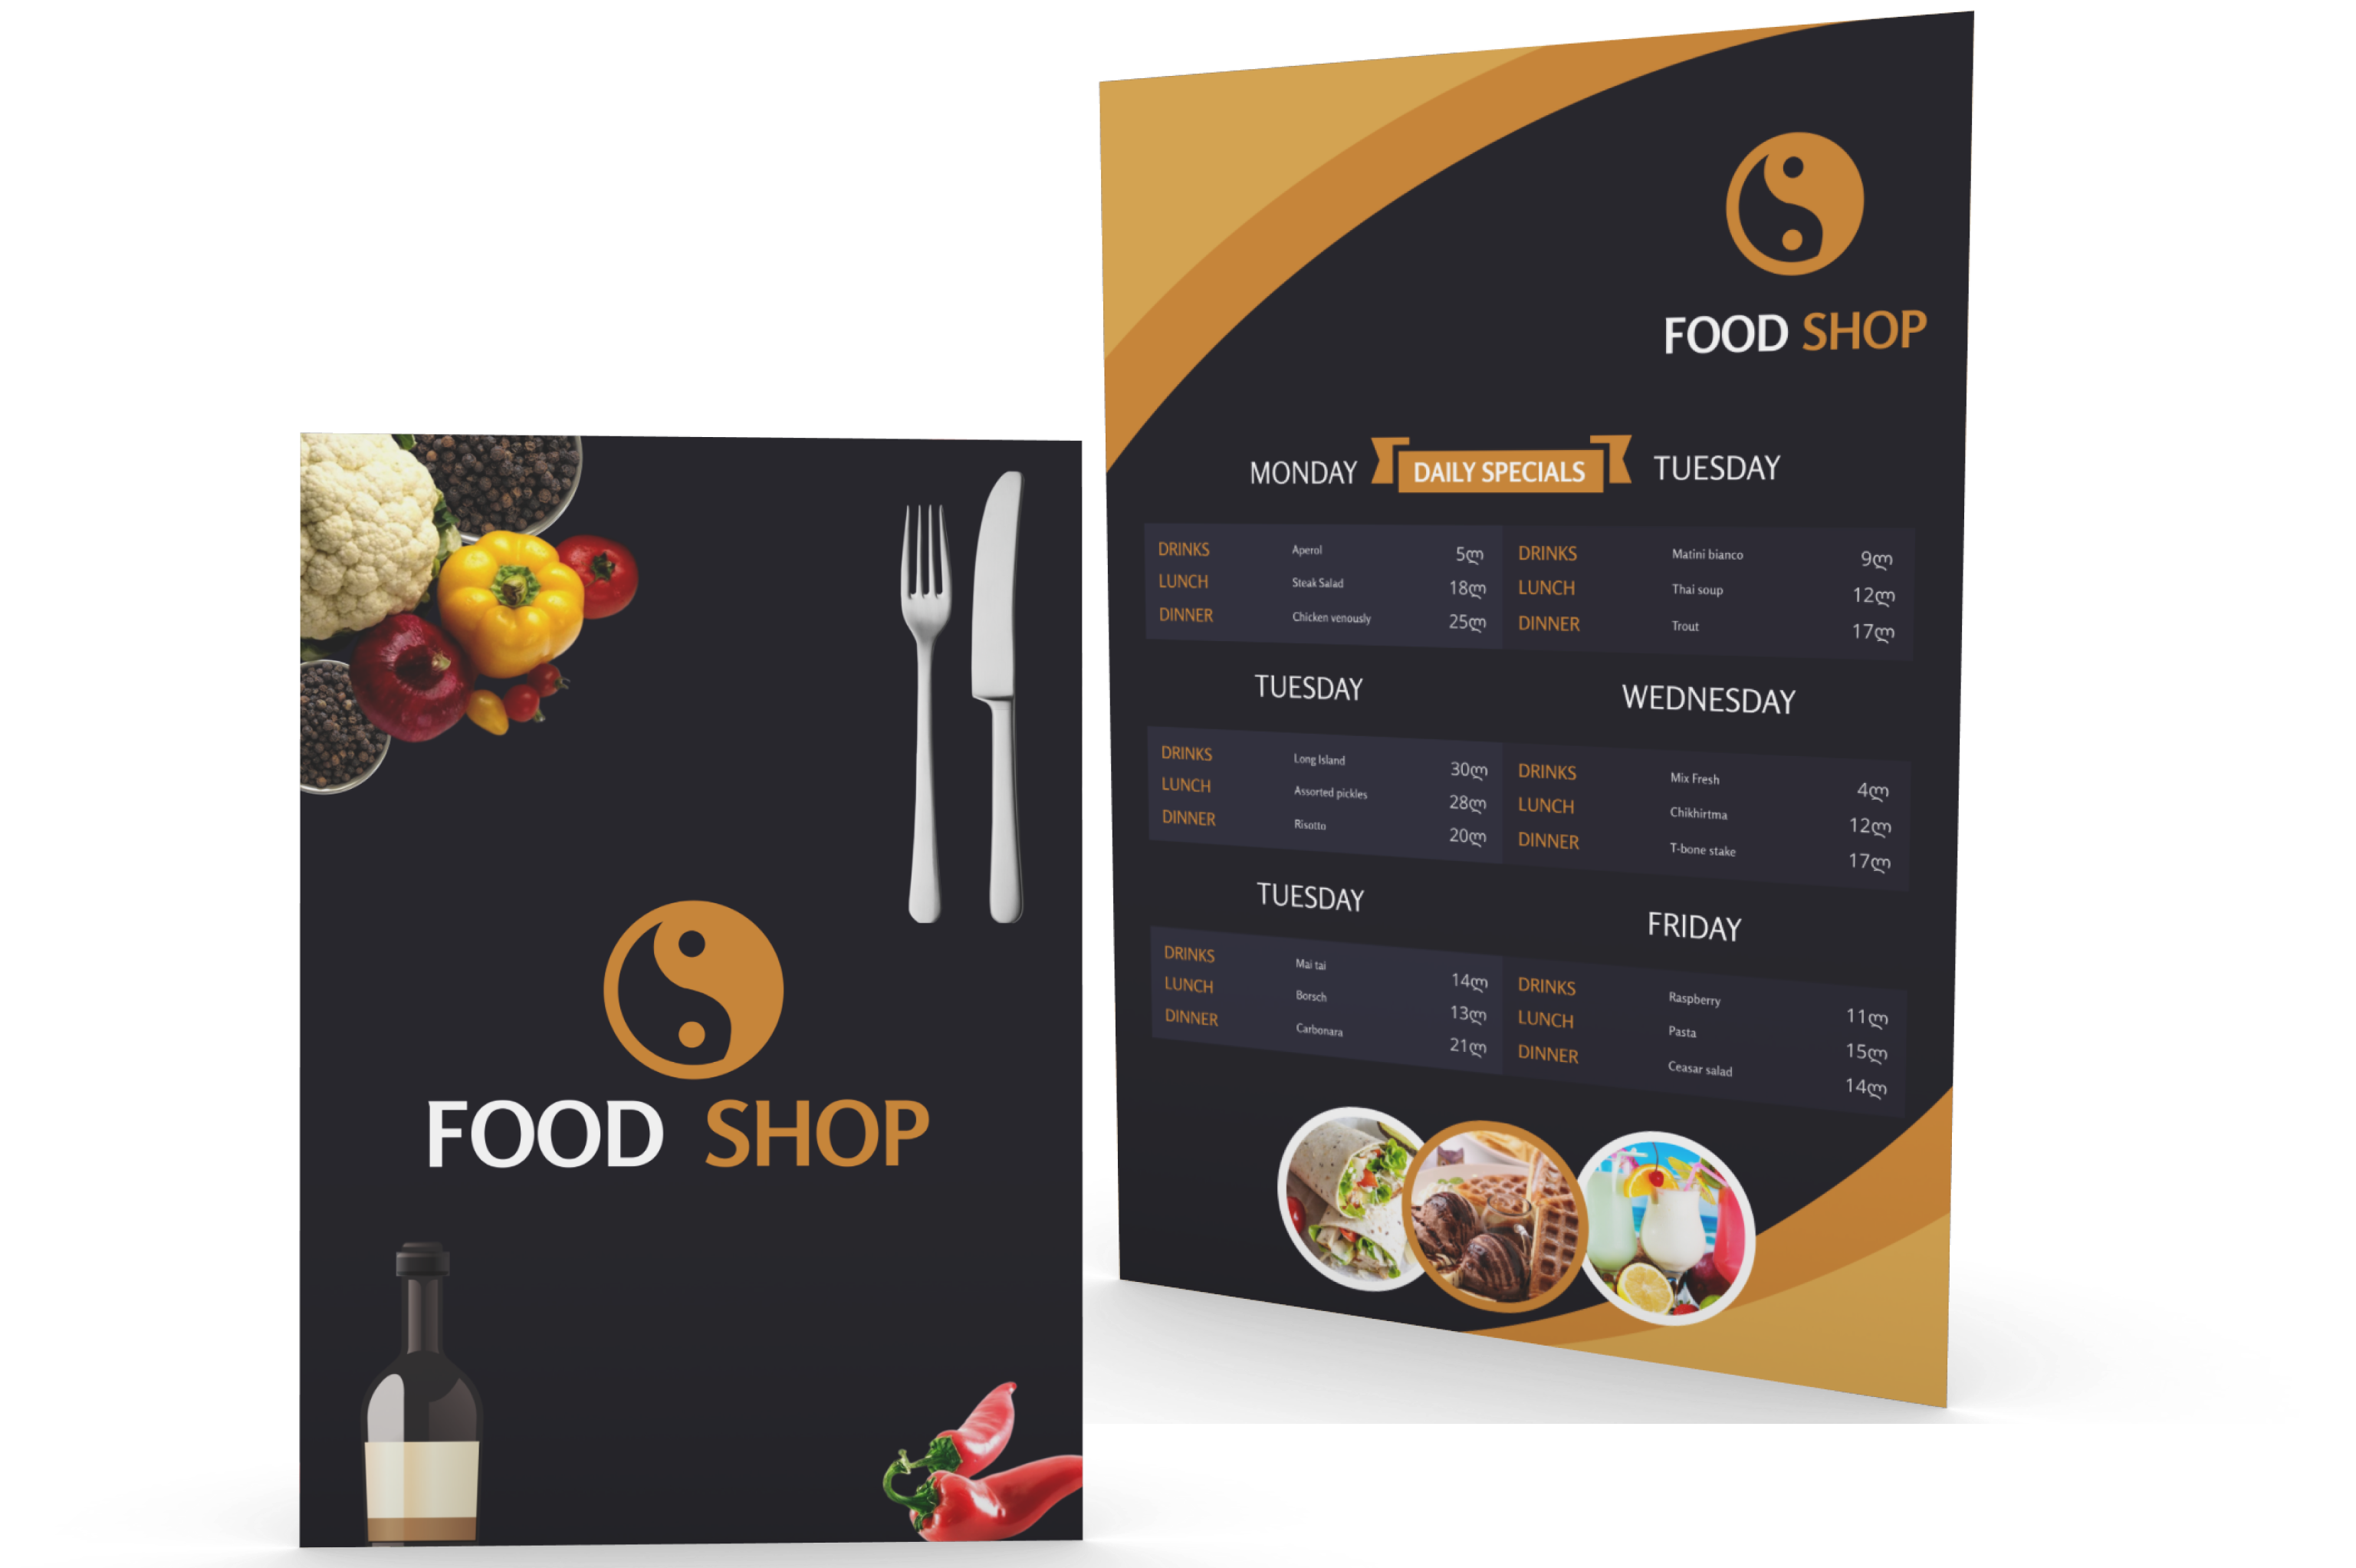 FOOD SHOP
FOOD SHOP
MONDAY
DAILY SPECIALS
TUESDAY
DRINKS Aperol 5ლ
LUNCH Steak Salad 18ლ
DINNER Chicken venously 25ლ
DRINKS Matini bianco 9ლ
LUNCH Thai soup 12ლ
DINNER Trout 17ლ
TUESDAY
DRINKS Long Island 30ლ
LUNCH Assorted pickles 28ლ
DINNER Risotto 20ლ
WEDNESDAY
DRINKS Mix Fresh 4ლ
LUNCH Chikhirtma 12ლ
DINNER T-bone stake 17ლ
TUESDAY
DRINKS Mai tai 14ლ
LUNCH Borsch 13ლ
DINNER Carbonara 21ლ
FRIDAY
DRINKS Raspberry 11ლ
LUNCH Pasta 15ლ
DINNER Ceasar salad 14ლ